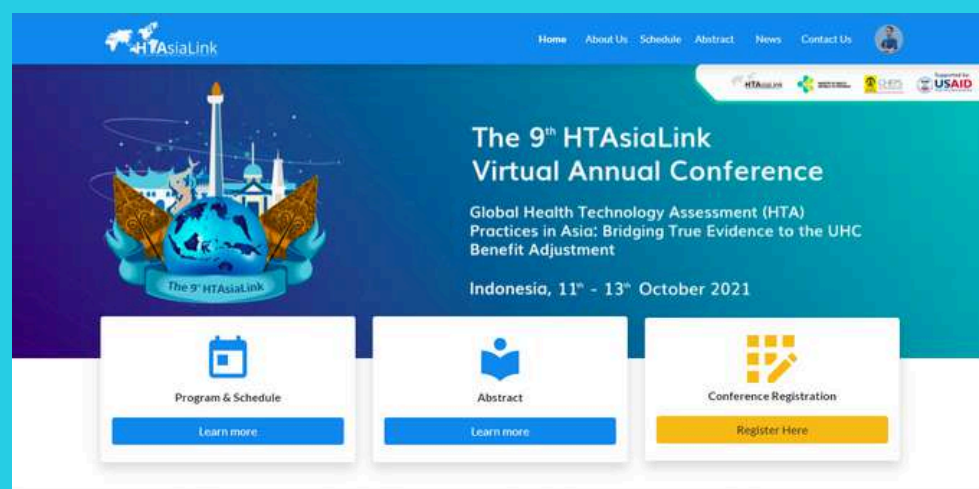 HTAsiaLink
Home About Us Schedule Abstract News Contact Us
HTAsiaLink
Supported by:
USAID
The 9th HTAsiaLink
Virtual Annual Conference
Global Health Technology Assessment (HTA)
Practices in Asia: Bridging True Evidence to the UHC
Benefit Adjustment
Indonesia, 11th - 13th October 2021
The 9th HTAsiaLink
Program & Schedule
Abstract
Conference Registration
Learn more
Learn more
Register Here